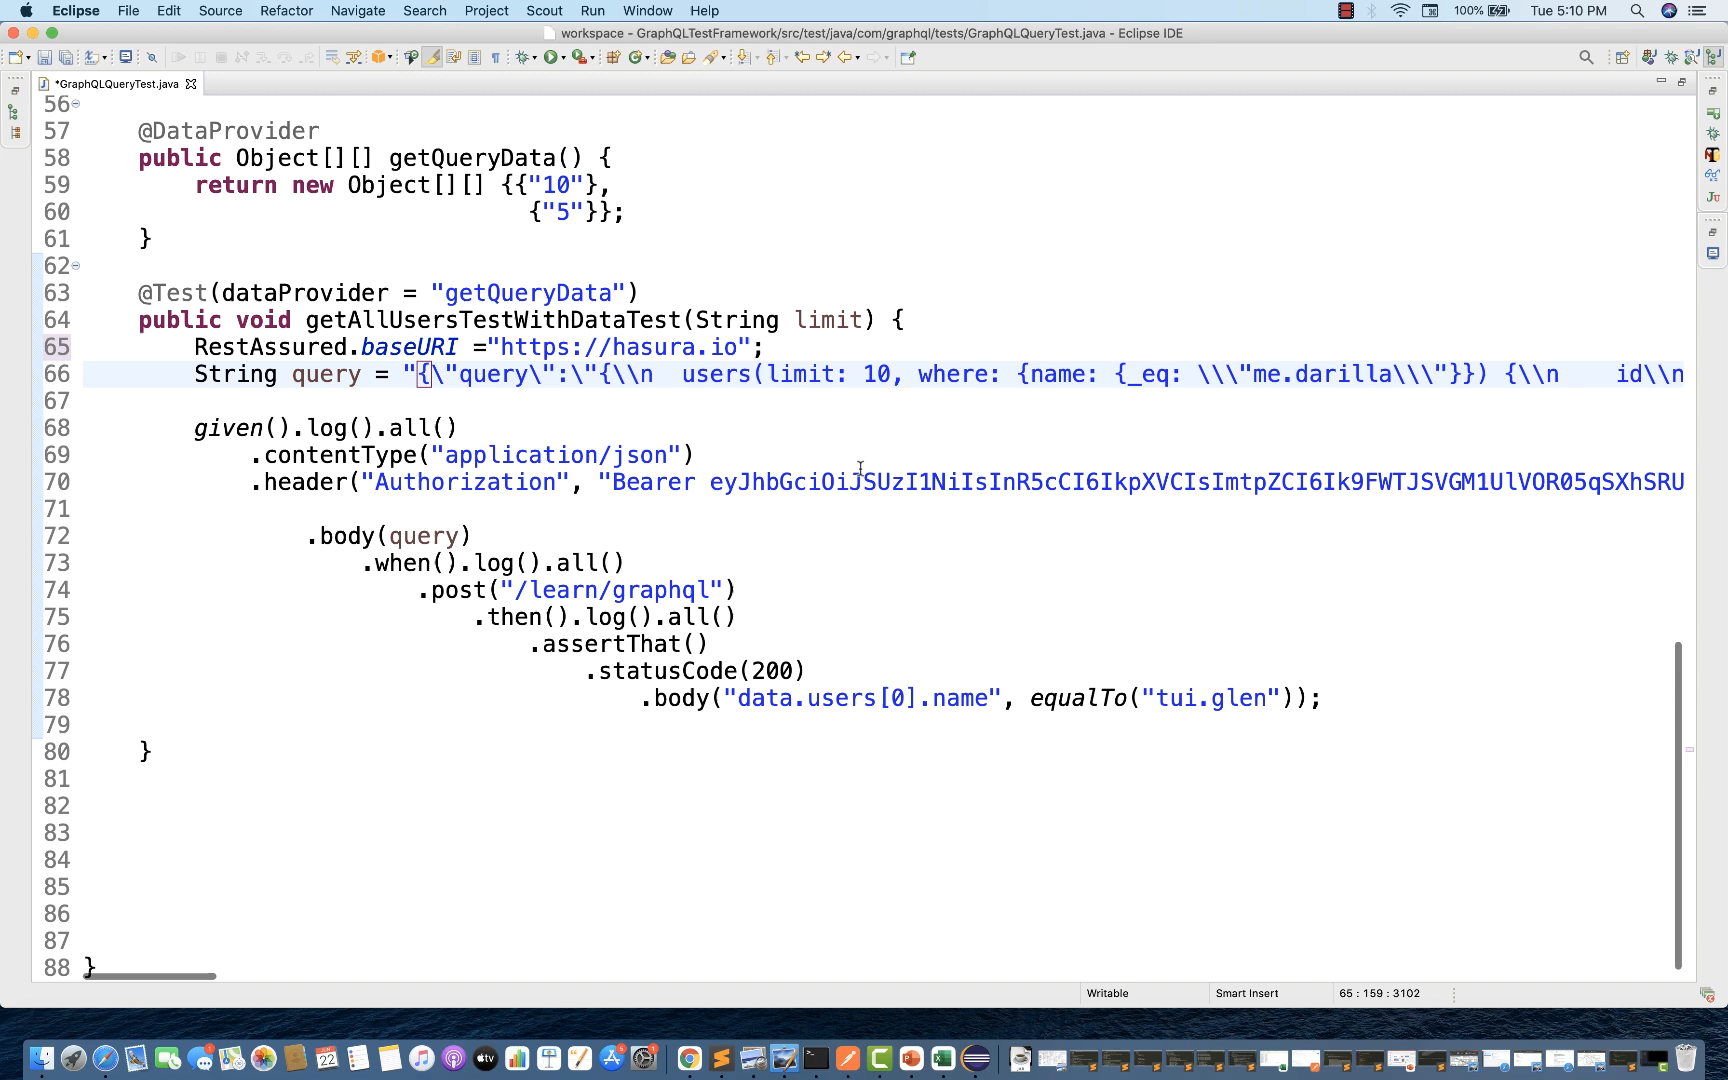 Eclipse File Edit Source Refactor Navigate Search Project Scout Run Window Help 100% Tue 5:10 PM
workspace - GraphQLTestFramework/src/test/java/com/graphql/tests/GraphQLQueryTest.java - Eclipse IDE
*GraphQLQueryTest.java
56
57 @DataProvider
58 public Object[][] getQueryData() {
59 return new Object[][] {{"10"},
60 {"5"}};
61 }
62
63 @Test(dataProvider = "getQueryData")
64 public void getAllUsersTestWithDataTest(String limit) {
65 RestAssured.baseURI ="https://hasura.io";
66 String query = "{\"query\":\"{\\n  users(limit: 10, where: {name: {_eq: \\\"me.darilla\\\"}}) {\\n    id\\n
67
68 given().log().all()
69 .contentType("application/json")
70 .header("Authorization", "Bearer eyJhbGciOiJSUzI1NiIsInR5cCI6IkpXVCIsImtpZCI6Ik9FWTJSVGM1UlVOR05qSXhSRU
71
72 .body(query)
73 .when().log().all()
74 .post("/learn/graphql")
75 .then().log().all()
76 .assertThat()
77 .statusCode(200)
78 .body("data.users[0].name", equalTo("tui.glen"));
79
80 }
81
82
83
84
85
86
87
88 }
Writable Smart Insert 65 : 159 : 3102